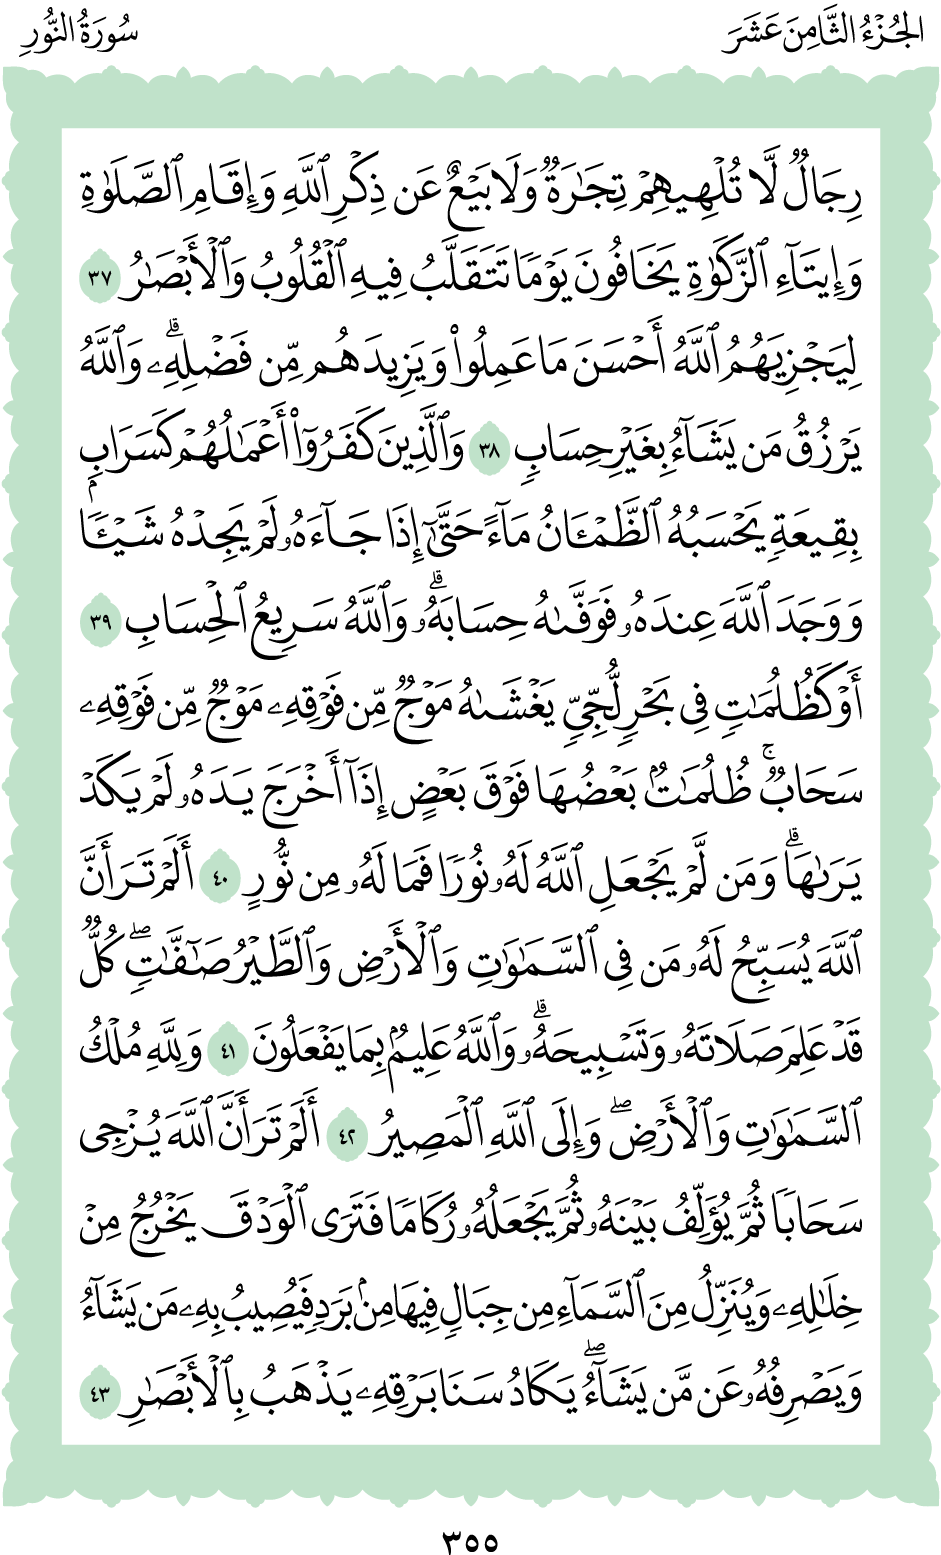 الجُزْءُ الثَّامِنَ عَشَرَ
سُورَةُ النُّورِ
رِجَالٌ لَّا تُلْهِيهِمْ تِجَٰرَةٌ وَلَا بَيْعٌ عَن ذِكْرِ ٱللَّهِ وَإِقَامِ ٱلصَّلَوٰةِ
وَإِيتَآءِ ٱلزَّكَوٰةِ يَخَافُونَ يَوْمًا تَتَقَلَّبُ فِيهِ ٱلْقُلُوبُ وَٱلْأَبْصَٰرُ ٣٧
لِيَجْزِيَهُمُ ٱللَّهُ أَحْسَنَ مَا عَمِلُوا۟ وَيَزِيدَهُم مِّن فَضْلِهِۦۗ وَٱللَّهُ
يَرْزُقُ مَن يَشَآءُ بِغَيْرِ حِسَابٍ ٣٨ وَٱلَّذِينَ كَفَرُوٓا۟ أَعْمَٰلُهُمْ كَسَرَابٍۭ
بِقِيعَةٍ يَحْسَبُهُ ٱلظَّمْـَٔانُ مَآءً حَتَّىٰٓ إِذَا جَآءَهُۥ لَمْ يَجِدْهُ شَيْـًٔا
وَوَجَدَ ٱللَّهَ عِندَهُۥ فَوَفَّىٰهُ حِسَابَهُۥۗ وَٱللَّهُ سَرِيعُ ٱلْحِسَابِ ٣٩
أَوْ كَظُلُمَٰتٍ فِى بَحْرٍ لُّجِّىٍّ يَغْشَىٰهُ مَوْجٌ مِّن فَوْقِهِۦ مَوْجٌ مِّن فَوْقِهِۦ
سَحَابٌۚ ظُلُمَٰتٌۢ بَعْضُهَا فَوْقَ بَعْضٍ إِذَآ أَخْرَجَ يَدَهُۥ لَمْ يَكَدْ
يَرَىٰهَاۗ وَمَن لَّمْ يَجْعَلِ ٱللَّهُ لَهُۥ نُورًا فَمَا لَهُۥ مِن نُّورٍ ٤٠ أَلَمْ تَرَ أَنَّ
ٱللَّهَ يُسَبِّحُ لَهُۥ مَن فِى ٱلسَّمَٰوَٰتِ وَٱلْأَرْضِ وَٱلطَّيْرُ صَٰٓفَّٰتٍۖ كُلٌّ
قَدْ عَلِمَ صَلَاتَهُۥ وَتَسْبِيحَهُۥۗ وَٱللَّهُ عَلِيمٌۢ بِمَا يَفْعَلُونَ ٤١ وَلِلَّهِ مُلْكُ
ٱلسَّمَٰوَٰتِ وَٱلْأَرْضِۖ وَإِلَى ٱللَّهِ ٱلْمَصِيرُ ٤٢ أَلَمْ تَرَ أَنَّ ٱللَّهَ يُزْجِى
سَحَابًا ثُمَّ يُؤَلِّفُ بَيْنَهُۥ ثُمَّ يَجْعَلُهُۥ رُكَامًا فَتَرَى ٱلْوَدْقَ يَخْرُجُ مِنْ
خِلَٰلِهِۦ وَيُنَزِّلُ مِنَ ٱلسَّمَآءِ مِن جِبَالٍ فِيهَا مِنۢ بَرَدٍ فَيُصِيبُ بِهِۦ مَن يَشَآءُ
وَيَصْرِفُهُۥ عَن مَّن يَشَآءُۖ يَكَادُ سَنَا بَرْقِهِۦ يَذْهَبُ بِٱلْأَبْصَٰرِ ٤٣
٣٥٥